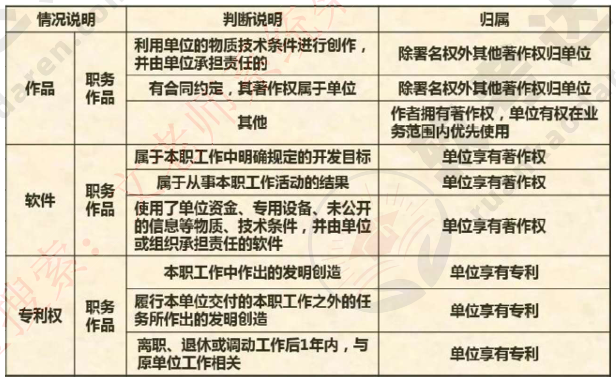 情况说明 判断说明 归属
作品 职务作品 利用单位的物质技术条件进行创作，
并由单位承担责任的 除署名权外其他著作权归单位
有合同约定，其著作权属于单位 除署名权外其他著作权归单位
其他 作者拥有著作权，单位有权在业
务范围内优先使用
软件 职务作品 属于本职工作中明确规定的开发目标 单位享有著作权
属于从事本职工作活动的结果 单位享有著作权
使用了单位资金、专用设备、未公开
的信息等物质、技术条件，并由单位
或组织承担责任的软件 单位享有著作权
专利权 职务作品 本职工作中作出的发明创造 单位享有专利
履行本单位交付的本职工作之外的任
务所作出的发明创造 单位享有专利
离职、退休或调动工作后1年内，与
原单位工作相关 单位享有专利